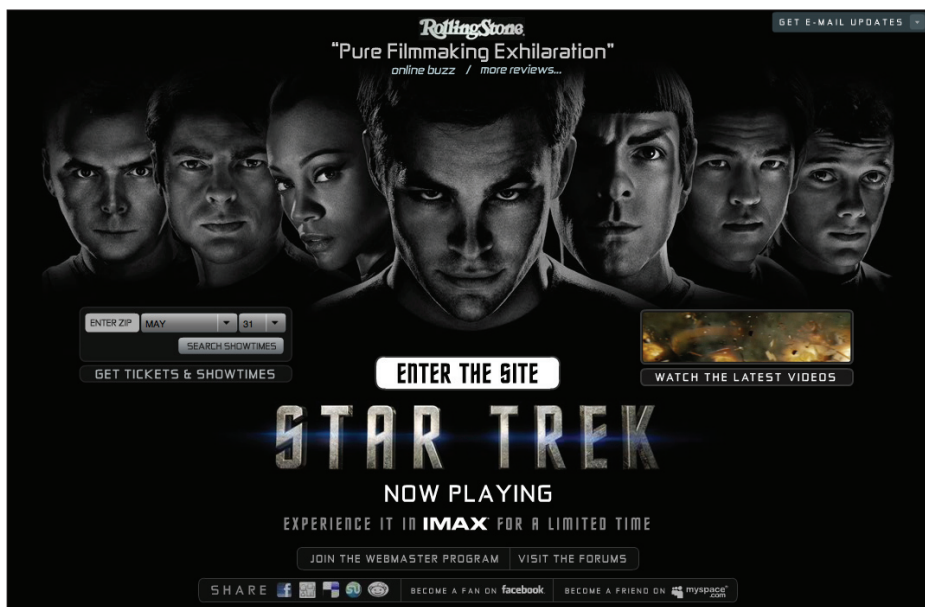 GET E-MAIL UPDATES
RollingStone
"Pure Filmmaking Exhilaration"
online buzz / more reviews...
ENTER ZIP MAY 31
SEARCH SHOWTIMES
GET TICKETS & SHOWTIMES
ENTER THE SITE
WATCH THE LATEST VIDEOS
STAR TREK
NOW PLAYING
EXPERIENCE IT IN IMAX FOR A LIMITED TIME
JOIN THE WEBMASTER PROGRAM VISIT THE FORUMS
SHARE f BECOME A FAN ON facebook BECOME A FRIEND ON myspace.com